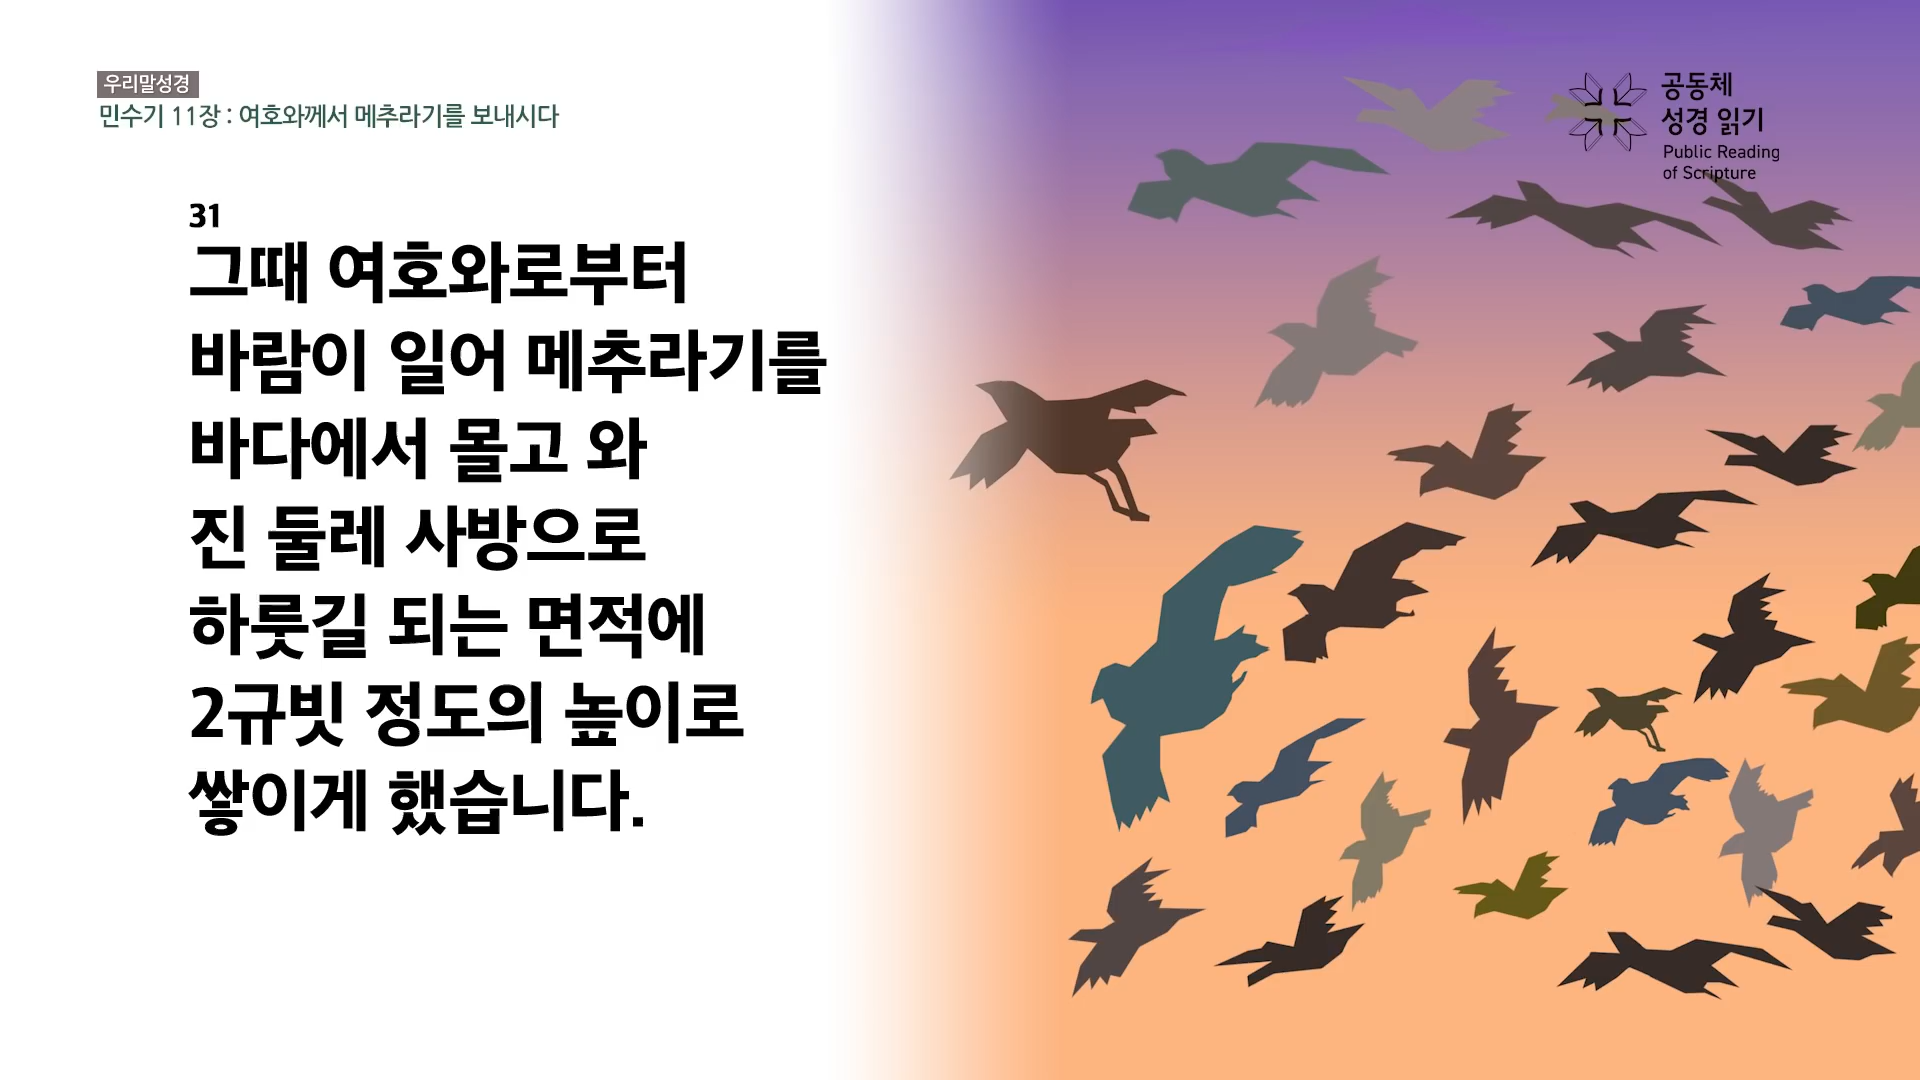 우리말성경
민수기 11장 : 여호와께서 메추라기를 보내시다
공동체
성경 읽기
Public Reading
of Scripture
31
그때 여호와로부터
바람이 일어 메추라기를
바다에서 몰고 와
진 둘레 사방으로
하룻길 되는 면적에
2규빗 정도의 높이로
쌓이게 했습니다.